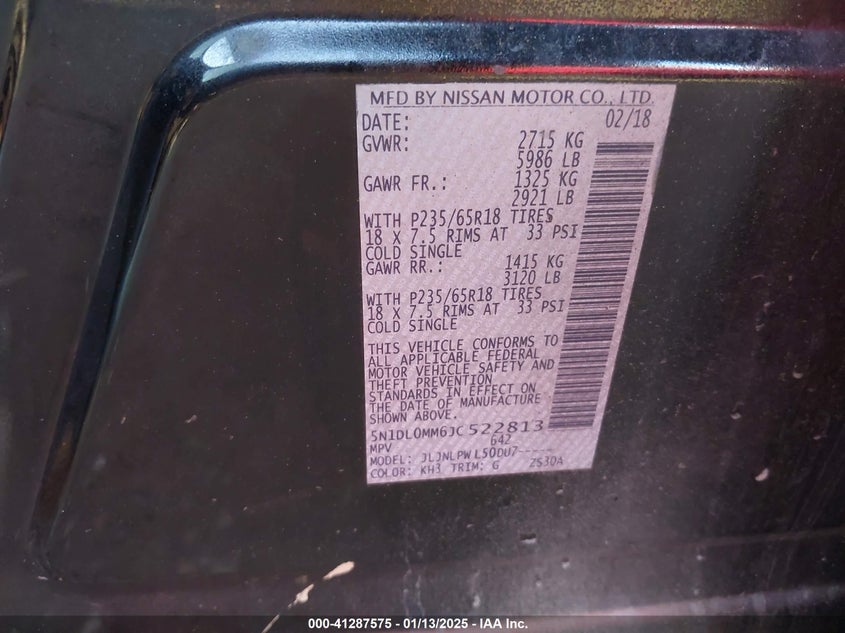 MFD BY NISSAN MOTOR CO., LTD.
DATE: 02/18
GVWR: 2715 KG
5986 LB
GAWR FR.: 1325 KG
2921 LB
WITH P235/65R18 TIRES
18 X 7.5 RIMS AT 33 PSI
COLD SINGLE
GAWR RR.: 1415 KG
3120 LB
WITH P235/65R18 TIRES
18 X 7.5 RIMS AT 33 PSI
COLD SINGLE
THIS VEHICLE CONFORMS TO
ALL APPLICABLE FEDERAL
MOTOR VEHICLE SAFETY AND
THEFT PREVENTION
STANDARDS IN EFFECT ON
THE DATE OF MANUFACTURE
SHOWN ABOVE.
5N1DL0MM6JC522813
MPV 642
MODEL: JLJNLPW L50DU7-----
COLOR: KH3 TRIM: G ZS30A
000-41287575 — 01/13/2025 — IAA Inc.